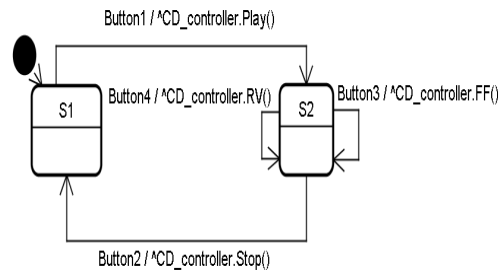 Button1 / ^CD_controller.Play()
S1
Button4 / ^CD_controller.RV()
S2
Button3 / ^CD_controller.FF()
Button2 / ^CD_controller.Stop()